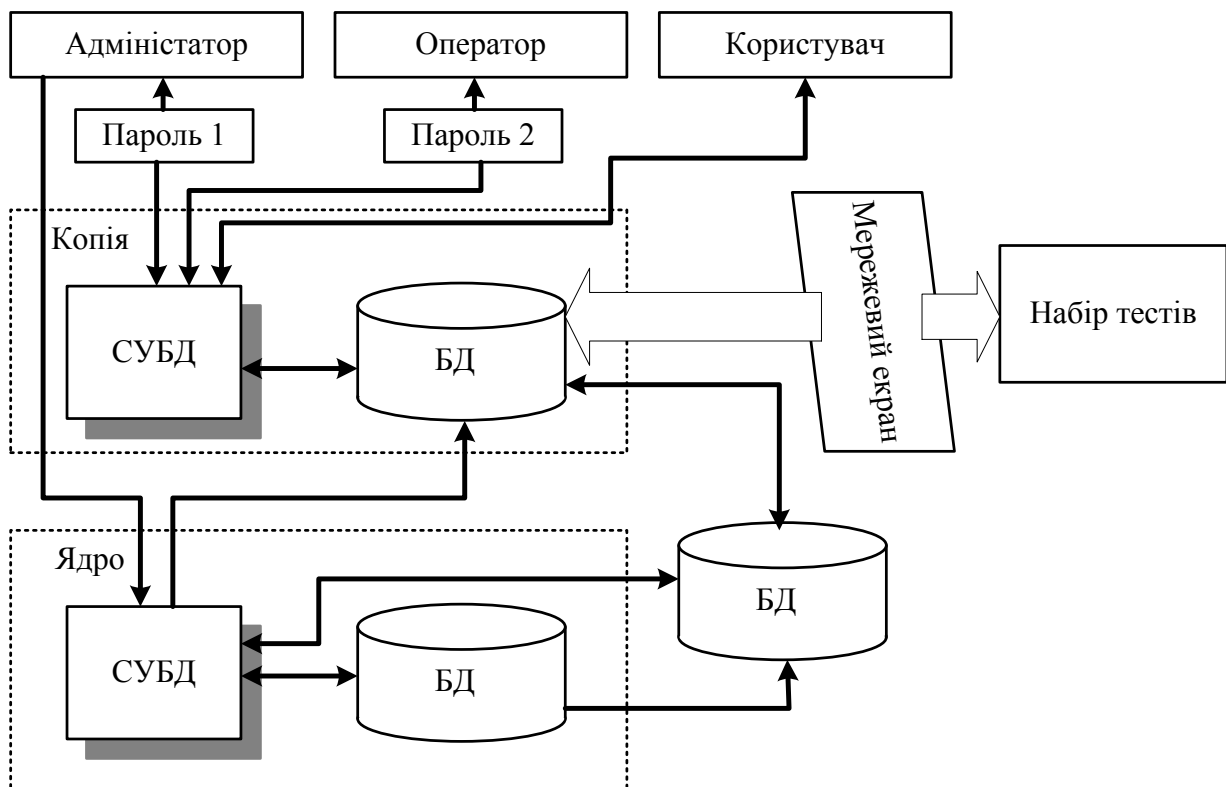 Адміністатор
Оператор
Користувач
Пароль 1
Пароль 2
Копія
Мережевий екран
Набір тестів
СУБД
БД
Ядро
БД
СУБД
БД